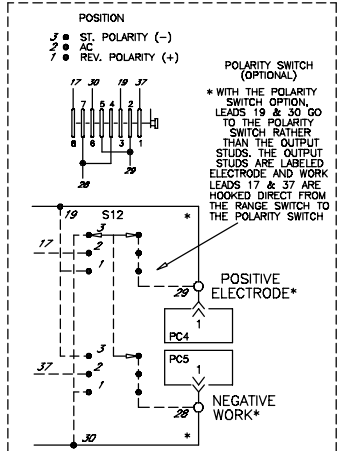 POSITION
3 ST. POLARITY (-)
2 AC
1 REV. POLARITY (+)
17 30 19 37
7 5 4 2
8 6 3 1
28
29
POLARITY SWITCH
(OPTIONAL)
* WITH THE POLARITY
SWITCH OPTION,
LEADS 19 & 30 GO
TO THE POLARITY
SWITCH RATHER
THAN THE OUTPUT
STUDS. THE OUTPUT
STUDS ARE LABELED
ELECTRODE AND WORK
LEADS 17 & 37 ARE
HOOKED DIRECT FROM
THE RANGE SWITCH TO
THE POLARITY SWITCH
19 S12 *
3
17 2
1
29
POSITIVE
ELECTRODE*
1
PC4
PC5
1
3
37 2
1
28
NEGATIVE
WORK*
30 *